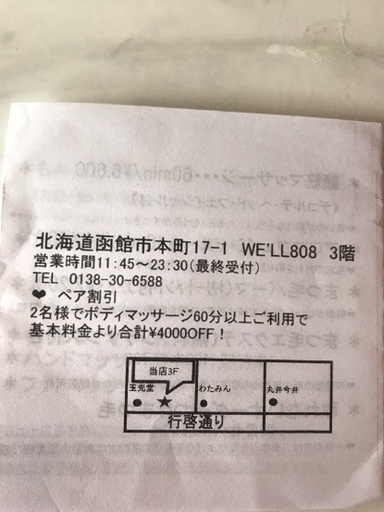 北海道函館市本町17-1 WE'LL808 3階
営業時間11:45~23:30(最終受付)
TEL 0138-30-6588
❤ ペア割引
2名様でボディマッサージ60分以上ご利用で
基本料金より合計¥4000OFF!
当店3F
玉光堂
わたみん
丸井今井
● ★ ● ●
行啓通り